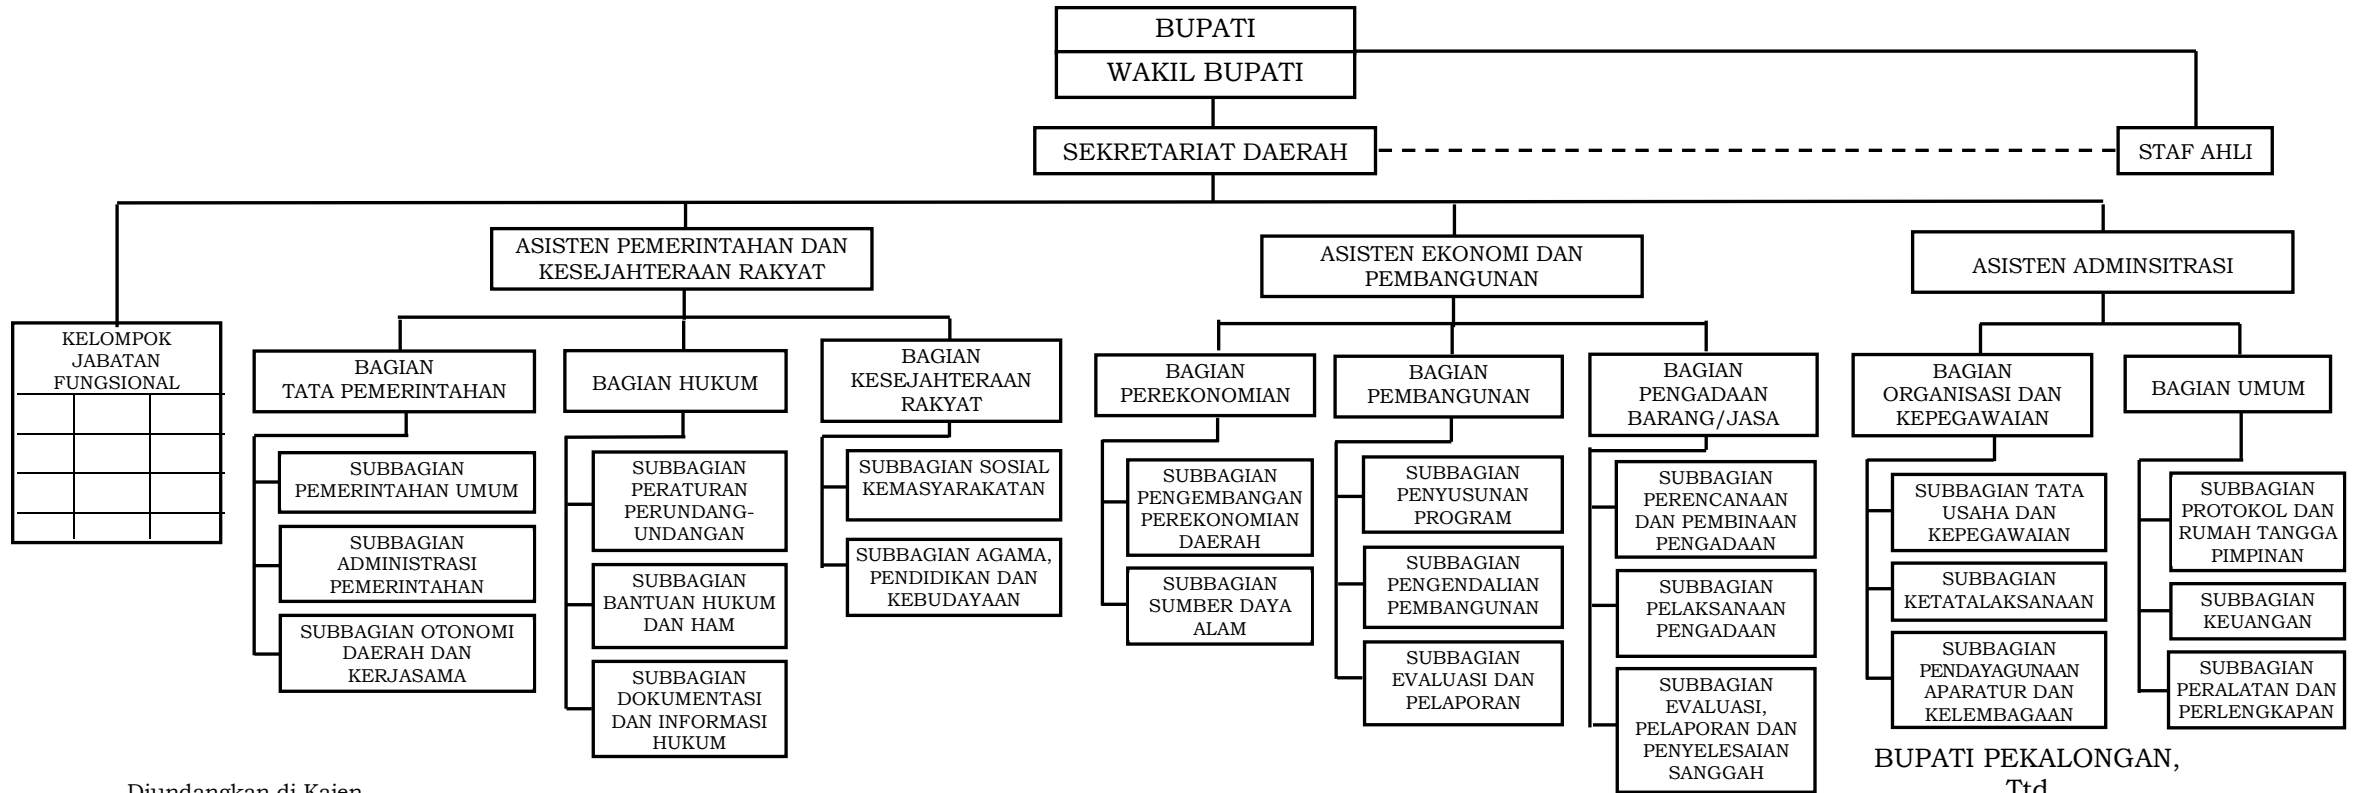 BUPATI
WAKIL BUPATI
SEKRETARIAT DAERAH
STAF AHLI
ASISTEN PEMERINTAHAN DAN
KESEJAHTERAAN RAKYAT
ASISTEN EKONOMI DAN
PEMBANGUNAN
ASISTEN ADMINSITRASI
KELOMPOK
JABATAN
FUNGSIONAL
BAGIAN
TATA PEMERINTAHAN
BAGIAN HUKUM
BAGIAN
KESEJAHTERAAN
RAKYAT
BAGIAN
PEREKONOMIAN
BAGIAN
PEMBANGUNAN
BAGIAN
PENGADAAN
BARANG/JASA
BAGIAN
ORGANISASI DAN
KEPEGAWAIAN
BAGIAN UMUM
SUBBAGIAN
PEMERINTAHAN UMUM
SUBBAGIAN
ADMINISTRASI
PEMERINTAHAN
SUBBAGIAN OTONOMI
DAERAH DAN
KERJASAMA
SUBBAGIAN
PERATURAN
PERUNDANG-
UNDANGAN
SUBBAGIAN
BANTUAN HUKUM
DAN HAM
SUBBAGIAN
DOKUMENTASI
DAN INFORMASI
HUKUM
SUBBAGIAN SOSIAL
KEMASYARAKATAN
SUBBAGIAN AGAMA,
PENDIDIKAN DAN
KEBUDAYAAN
SUBBAGIAN
PENGEMBANGAN
PEREKONOMIAN
DAERAH
SUBBAGIAN
SUMBER DAYA
ALAM
SUBBAGIAN
PENYUSUNAN
PROGRAM
SUBBAGIAN
PENGENDALIAN
PEMBANGUNAN
SUBBAGIAN
EVALUASI DAN
PELAPORAN
SUBBAGIAN
PERENCANAAN
DAN PEMBINAAN
PENGADAAN
SUBBAGIAN
PELAKSANAAN
PENGADAAN
SUBBAGIAN
EVALUASI,
PELAPORAN DAN
PENYELESAIAN
SANGGAH
SUBBAGIAN TATA
USAHA DAN
KEPEGAWAIAN
SUBBAGIAN
KETATALAKSANAAN
SUBBAGIAN
PENDAYAGUNAAN
APARATUR DAN
KELEMBAGAAN
SUBBAGIAN
PROTOKOL DAN
RUMAH TANGGA
PIMPINAN
SUBBAGIAN
KEUANGAN
SUBBAGIAN
PERALATAN DAN
PERLENGKAPAN
BUPATI PEKALONGAN,
Ttd
Diundangkan di Kajen